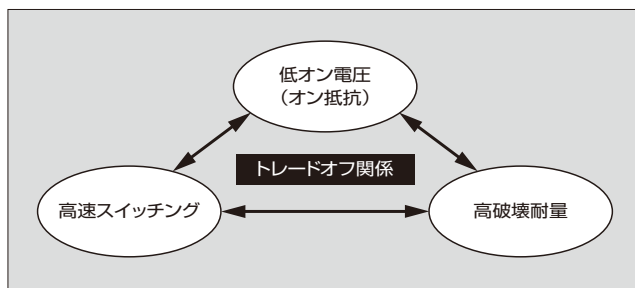 低オン電圧
（オン抵抗）
トレードオフ関係
高速スイッチング
高破壊耐量